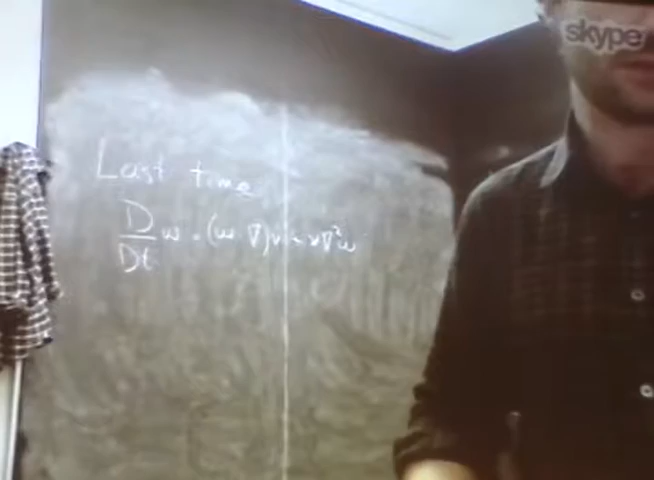 skype
Last time
D/Dt ω = (ω · ∇)v + ν∇²ω